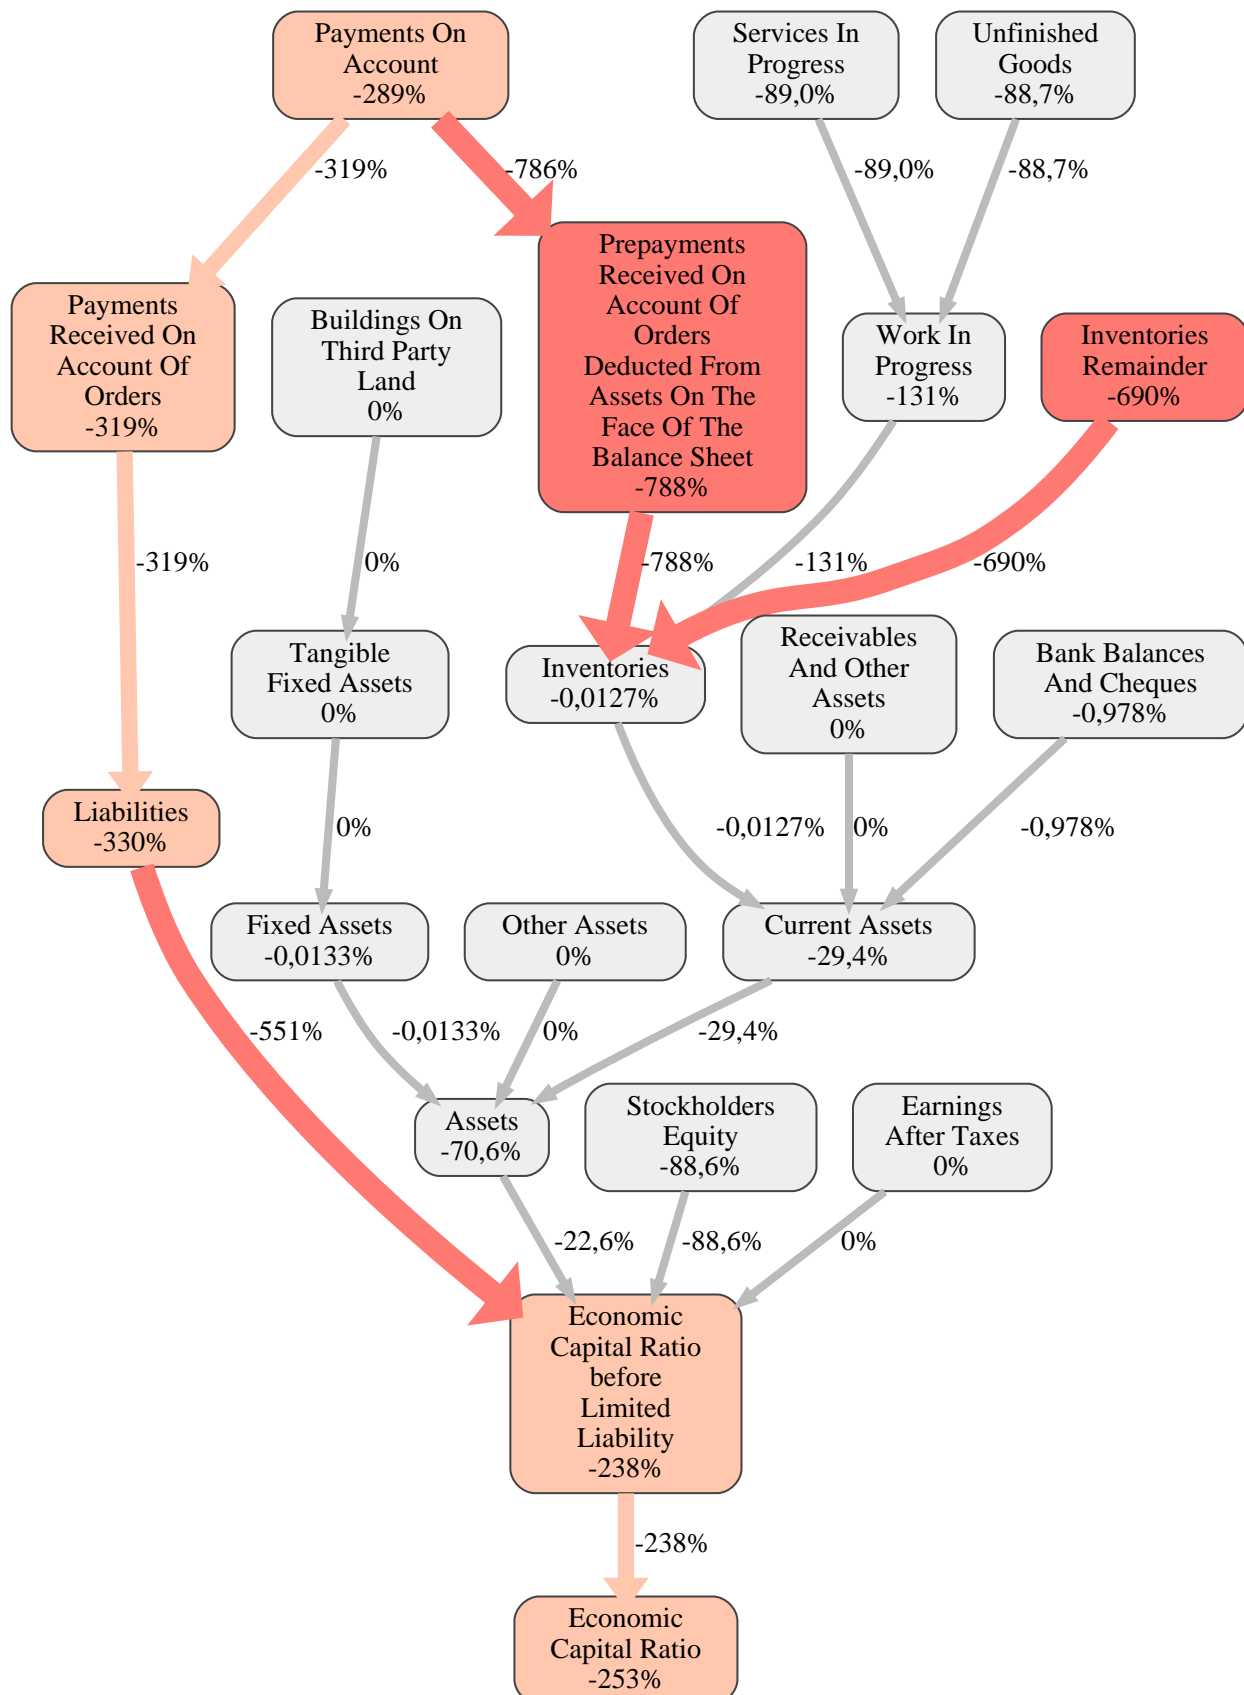 Payments On
Account
-289%
Services In
Progress
-89,0%
Unfinished
Goods
-88,7%
-319%
-786%
-89,0%
-88,7%
Payments
Received On
Account Of
Orders
-319%
Buildings On
Third Party
Land
0%
Prepayments
Received On
Account Of
Orders
Deducted From
Assets On The
Face Of The
Balance Sheet
-788%
Work In
Progress
-131%
Inventories
Remainder
-690%
-319%
0%
-788%
-131%
-690%
Tangible
Fixed Assets
0%
Inventories
-0,0127%
Receivables
And Other
Assets
0%
Bank Balances
And Cheques
-0,978%
Liabilities
-330%
0%
-0,0127%
0%
-0,978%
Fixed Assets
-0,0133%
Other Assets
0%
Current Assets
-29,4%
-551%
-0,0133%
0%
-29,4%
Assets
-70,6%
Stockholders
Equity
-88,6%
Earnings
After Taxes
0%
-22,6%
-88,6%
0%
Economic
Capital Ratio
before
Limited
Liability
-238%
-238%
Economic
Capital Ratio
-253%